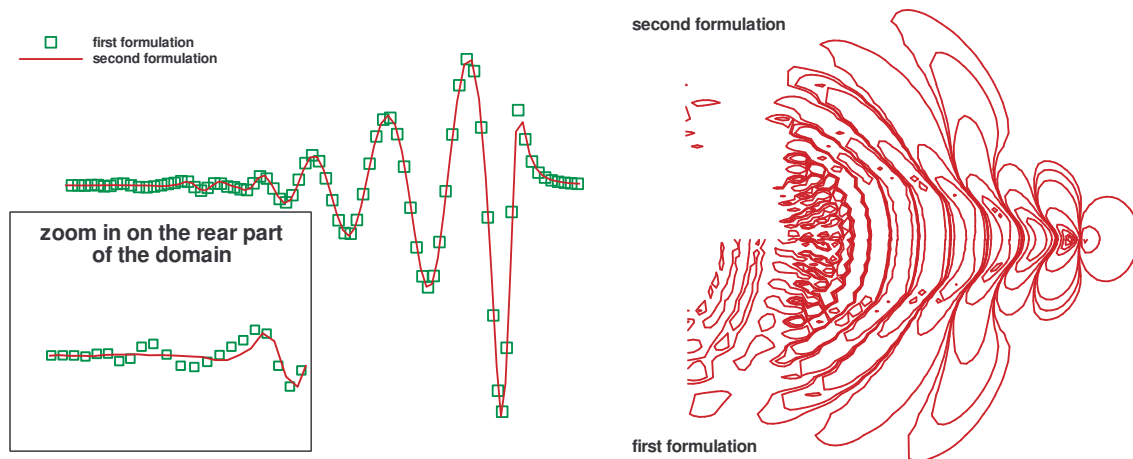 first formulation
second formulation
zoom in on the rear part
of the domain
second formulation
first formulation